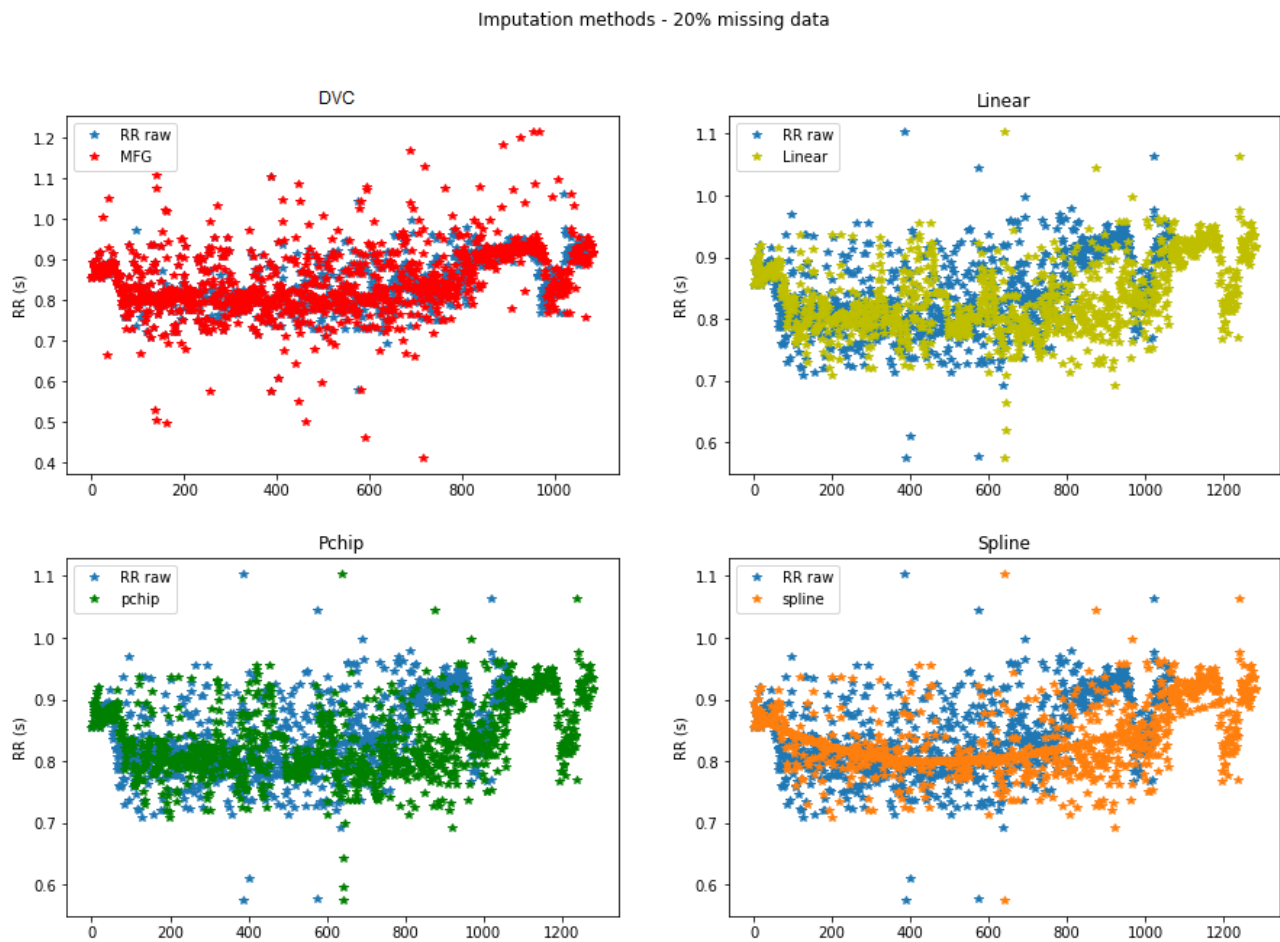 Imputation methods - 20% missing data
DVC
RR raw
MFG
RR (s)
1.2
1.1
1.0
0.9
0.8
0.7
0.6
0.5
0.4
0 200 400 600 800 1000
Linear
RR raw
Linear
RR (s)
1.1
1.0
0.9
0.8
0.7
0.6
0 200 400 600 800 1000 1200
Pchip
RR raw
pchip
RR (s)
1.1
1.0
0.9
0.8
0.7
0.6
0 200 400 600 800 1000 1200
Spline
RR raw
spline
RR (s)
1.1
1.0
0.9
0.8
0.7
0.6
0 200 400 600 800 1000 1200